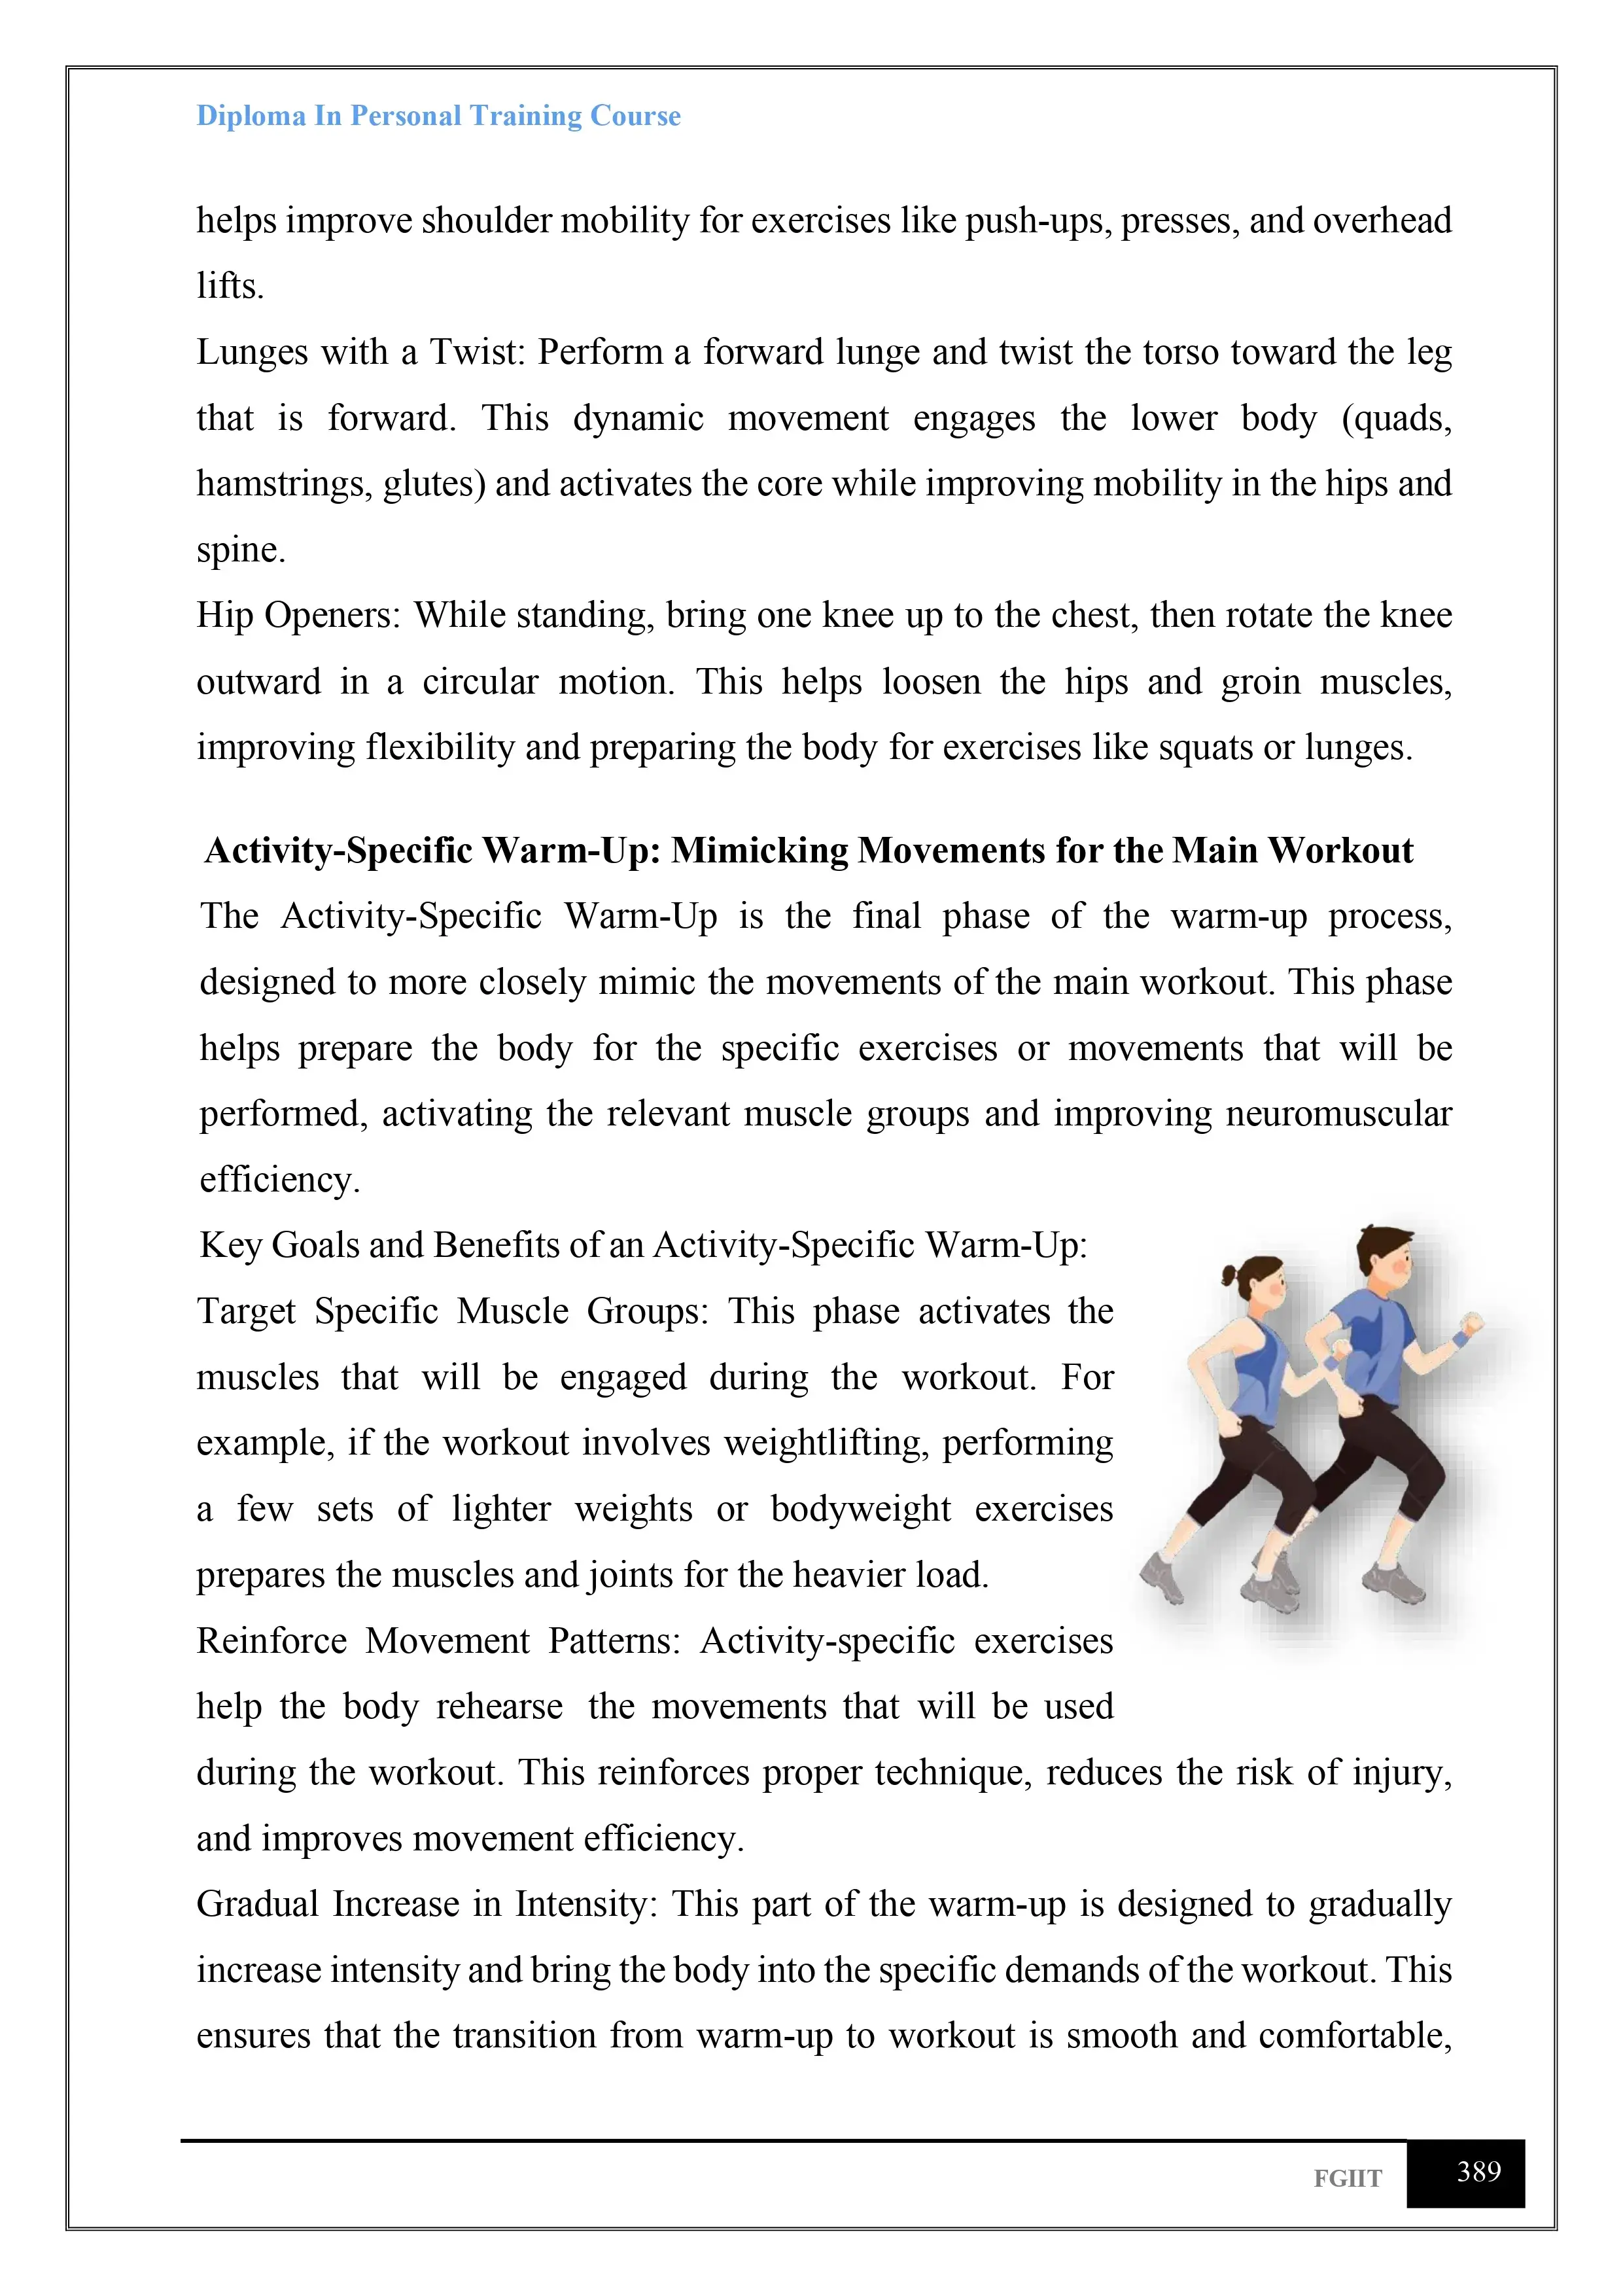 Diploma In Personal Training Course
helps improve shoulder mobility for exercises like push-ups, presses, and overhead
lifts.
Lunges with a Twist: Perform a forward lunge and twist the torso toward the leg
that is forward. This dynamic movement engages the lower body (quads,
hamstrings, glutes) and activates the core while improving mobility in the hips and
spine.
Hip Openers: While standing, bring one knee up to the chest, then rotate the knee
outward in a circular motion. This helps loosen the hips and groin muscles,
improving flexibility and preparing the body for exercises like squats or lunges.
Activity-Specific Warm-Up: Mimicking Movements for the Main Workout
The Activity-Specific Warm-Up is the final phase of the warm-up process,
designed to more closely mimic the movements of the main workout. This phase
helps prepare the body for the specific exercises or movements that will be
performed, activating the relevant muscle groups and improving neuromuscular
efficiency.
Key Goals and Benefits of an Activity-Specific Warm-Up:
Target Specific Muscle Groups: This phase activates the
muscles that will be engaged during the workout. For
example, if the workout involves weightlifting, performing
a few sets of lighter weights or bodyweight exercises
prepares the muscles and joints for the heavier load.
Reinforce Movement Patterns: Activity-specific exercises
help the body rehearse the movements that will be used
during the workout. This reinforces proper technique, reduces the risk of injury,
and improves movement efficiency.
Gradual Increase in Intensity: This part of the warm-up is designed to gradually
increase intensity and bring the body into the specific demands of the workout. This
ensures that the transition from warm-up to workout is smooth and comfortable,
FGIIT
389